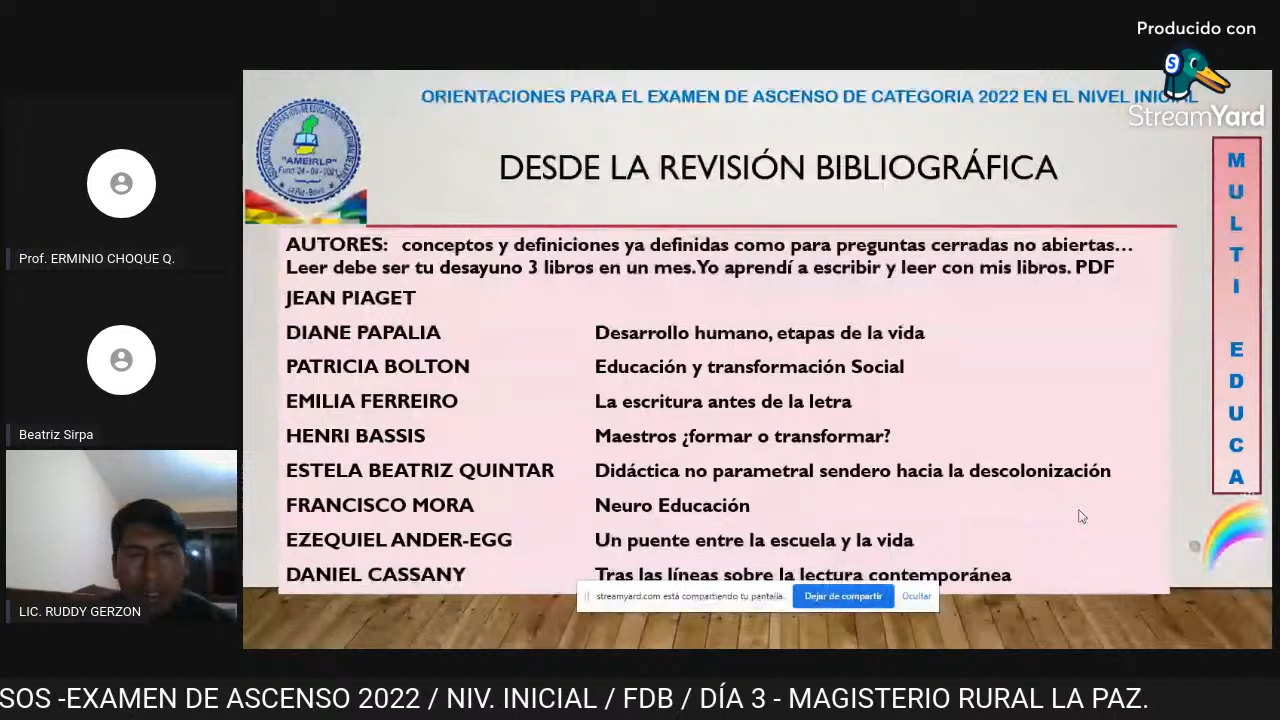 Producido con
StreamYard
ORIENTACIONES PARA EL EXAMEN DE ASCENSO DE CATEGORIA 2022 EN EL NIVEL INICIAL
"AMEIRLP"
Fund. 24 - 09 - 2021
La Paz - Bolivia
DESDE LA REVISIÓN BIBLIOGRÁFICA
AUTORES: conceptos y definiciones ya definidas como para preguntas cerradas no abiertas...
Leer debe ser tu desayuno 3 libros en un mes. Yo aprendí a escribir y leer con mis libros. PDF
JEAN PIAGET
DIANE PAPALIA Desarrollo humano, etapas de la vida
PATRICIA BOLTON Educación y transformación Social
EMILIA FERREIRO La escritura antes de la letra
HENRI BASSIS Maestros ¿formar o transformar?
ESTELA BEATRIZ QUINTAR Didáctica no parametral sendero hacia la descolonización
FRANCISCO MORA Neuro Educación
EZEQUIEL ANDER-EGG Un puente entre la escuela y la vida
DANIEL CASSANY Tras las líneas sobre la lectura contemporánea
streamyard.com está compartiendo tu pantalla.
Dejar de compartir
Ocultar
MULTI EDUCA
Prof. ERMINIO CHOQUE Q.
Beatriz Sirpa
LIC. RUDDY GERZON
SOS -EXAMEN DE ASCENSO 2022 / NIV. INICIAL / FDB / DÍA 3 - MAGISTERIO RURAL LA PAZ.